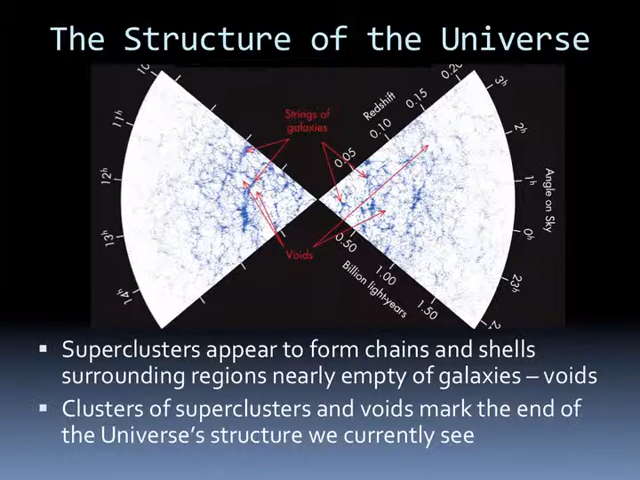 The Structure of the Universe
10
11h
12h
13h
14h
Strings of
galaxies
Voids
Redshift
0.05
0.10
0.15
0.20
3h
2h
1h
0h
23h
2
Angle on Sky
0.50
1.00
1.50
Billion light-years
▪ Superclusters appear to form chains and shells
surrounding regions nearly empty of galaxies – voids
▪ Clusters of superclusters and voids mark the end of
the Universe’s structure we currently see